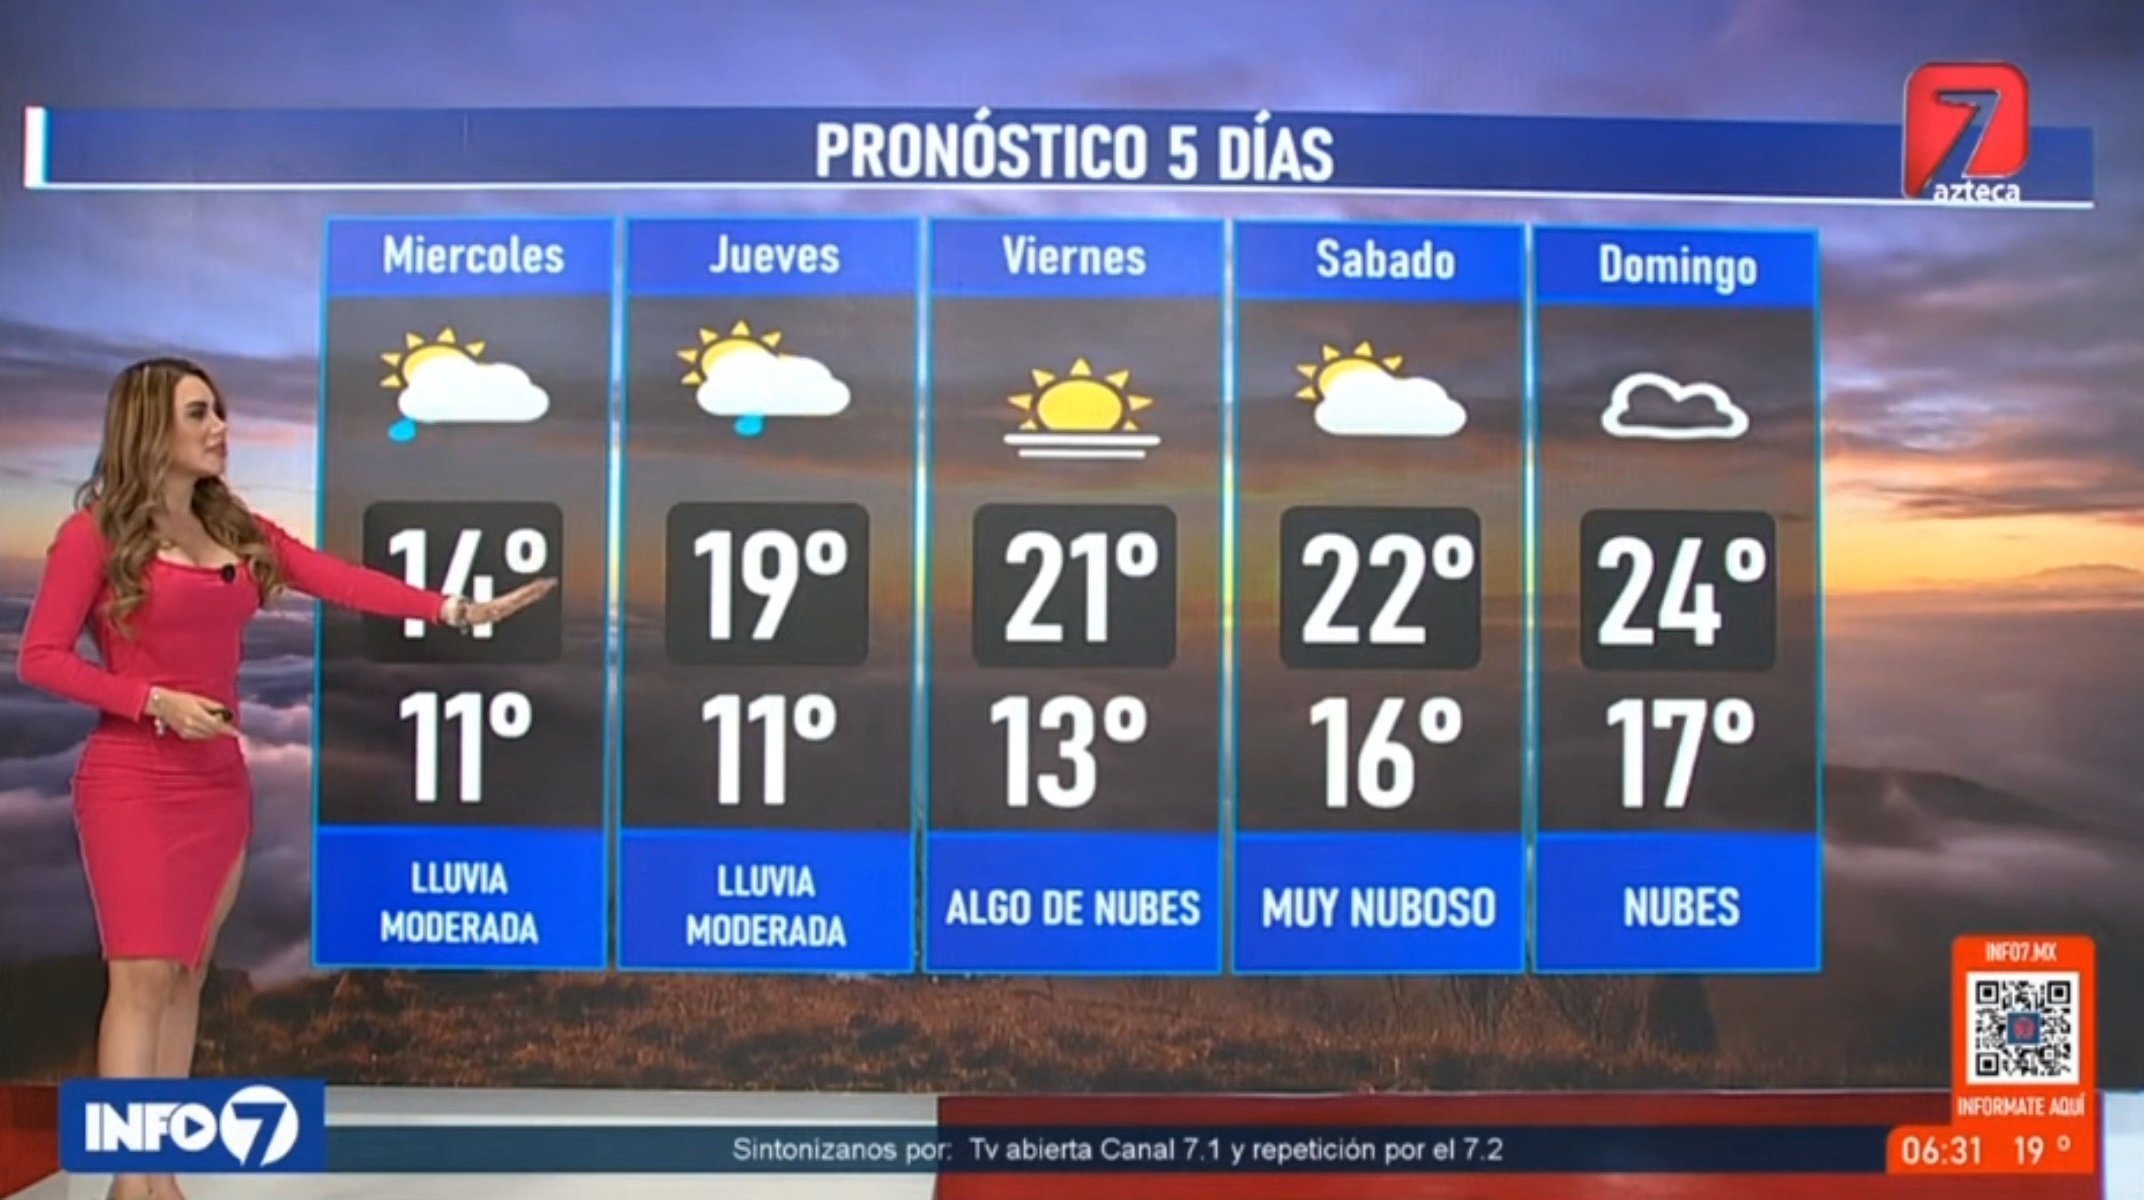 PRONÓSTICO 5 DÍAS
7
azteca
Miercoles
Jueves
Viernes
Sabado
Domingo
14°
19°
21°
22°
24°
11°
11°
13°
16°
17°
LLUVIA
MODERADA
LLUVIA
MODERADA
ALGO DE NUBES
MUY NUBOSO
NUBES
INFO7.MX
INFORMATE AQUÍ
INFO 7
Sintonizanos por: Tv abierta Canal 7.1 y repetición por el 7.2
06:31 19 °